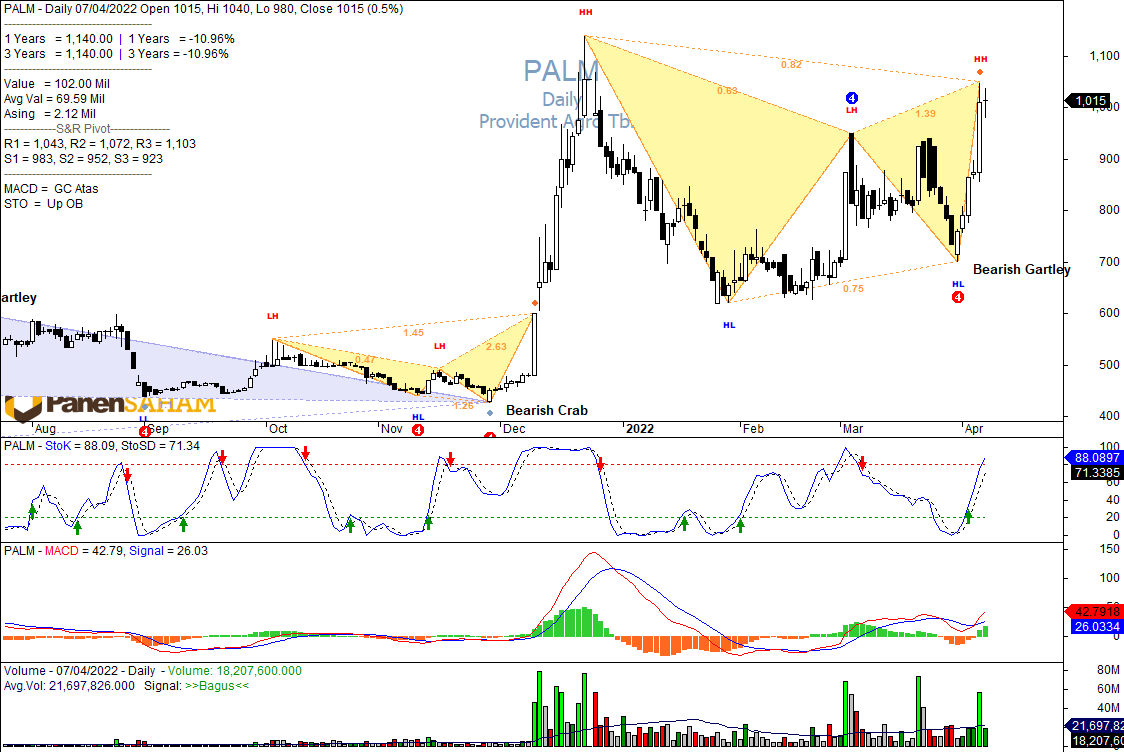 PALM - Daily 07/04/2022 Open 1015, Hi 1040, Lo 980, Close 1015 (0.5%)
1 Years = 1,140.00 | 1 Years = -10.96%
3 Years = 1,140.00 | 3 Years = -10.96%
Value = 102.00 Mil
Avg Val = 69.59 Mil
Asing = 2.12 Mil
--------------S&R Pivot----------------
R1 = 1,043, R2 = 1,072, R3 = 1,103
S1 = 983, S2 = 952, S3 = 923
MACD = GC Atas
STO = Up OB
PALM
Daily
Provident Agro Tb
HH
0.82
0.63
4
LH
1.39
HH
1,100
1,015
900
800
700
600
500
400
0.75
HL
HL
4
Bearish Gartley
artley
LH
1.45
0.47
LH
2.63
1.26
HL
4
Bearish Crab
PanenSAHAM
LL
4
Aug
Sep
Oct
Nov
Dec
2022
Feb
Mar
Apr
PALM - StoK = 88.09, StoSD = 71.34
100
88.0897
71.3385
60
40
20
0
PALM - MACD = 42.79, Signal = 26.03
150
100
42.7918
26.0334
0
Volume - 07/04/2022 - Daily - Volume: 18,207,600.000
Avg.Vol: 21,697,826.000 Signal: >>Bagus<<
80M
60M
40M
21,697,82
18,207,60